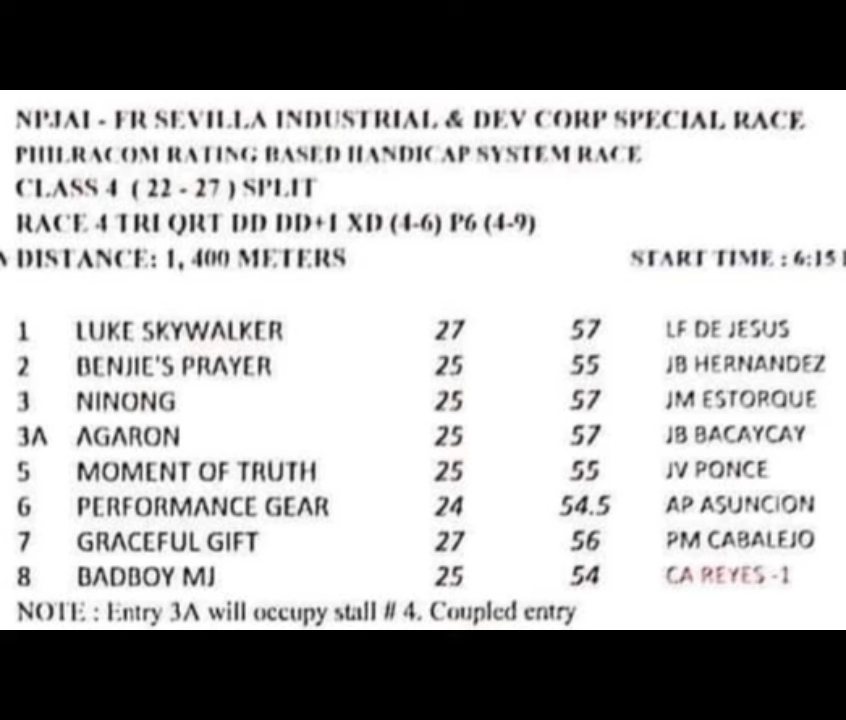 NPJAI - FR SEVILLA INDUSTRIAL & DEV CORP SPECIAL RACE
PHILRACOM RATING BASED HANDICAP SYSTEM RACE
CLASS 4 ( 22 - 27 ) SPLIT
RACE 4 TRI QRT DD DD+1 XD (4-6) P6 (4-9)
DISTANCE: 1, 400 METERS START TIME : 6:15
1 LUKE SKYWALKER 27 57 LF DE JESUS
2 BENJIE'S PRAYER 25 55 JB HERNANDEZ
3 NINONG 25 57 JM ESTORQUE
3A AGARON 25 57 JB BACAYCAY
5 MOMENT OF TRUTH 25 55 JV PONCE
6 PERFORMANCE GEAR 24 54.5 AP ASUNCION
7 GRACEFUL GIFT 27 56 PM CABALEJO
8 BADBOY MJ 25 54 CA REYES -1
NOTE : Entry 3A will occupy stall # 4. Coupled entry